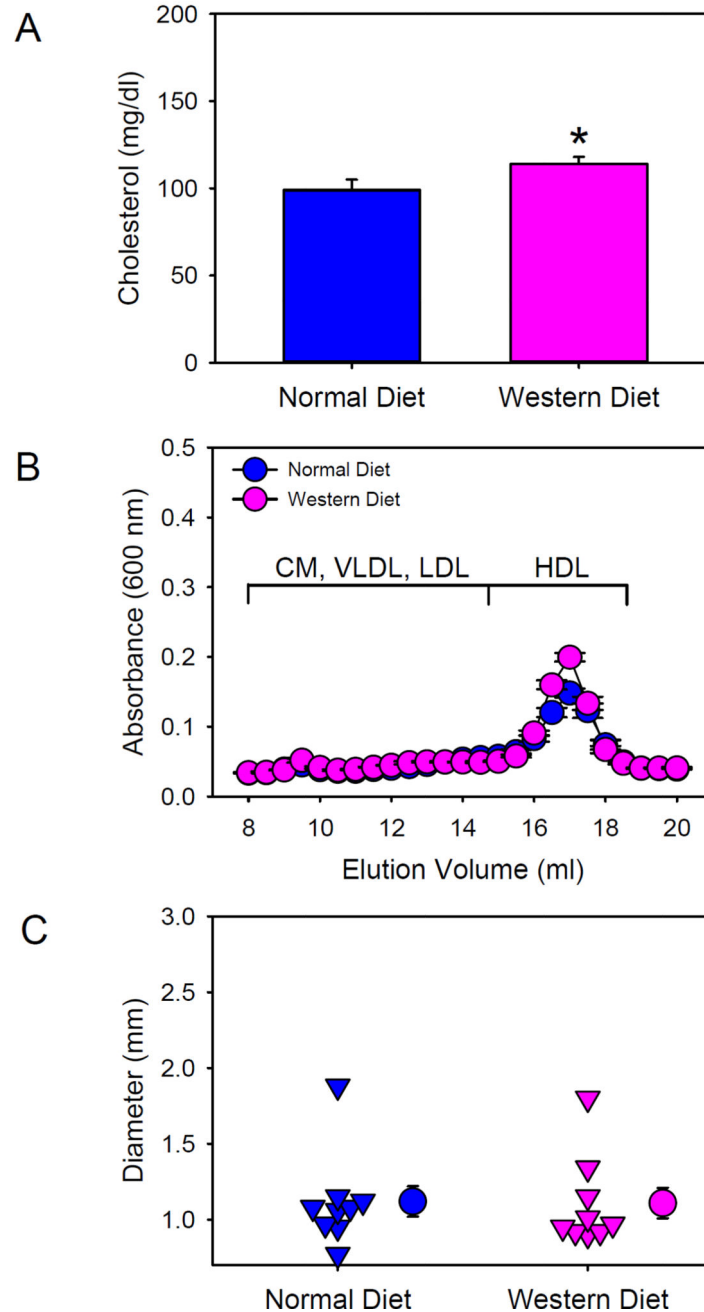 A
200
150
100
50
0
Cholesterol (mg/dl)
*
Normal Diet
Western Diet
B
0.5
0.4
0.3
0.2
0.1
0.0
Absorbance (600 nm)
Normal Diet
Western Diet
CM, VLDL, LDL
HDL
8 10 12 14 16 18 20
Elution Volume (ml)
C
3.0
2.5
2.0
1.5
1.0
Diameter (mm)
Normal Diet
Western Diet